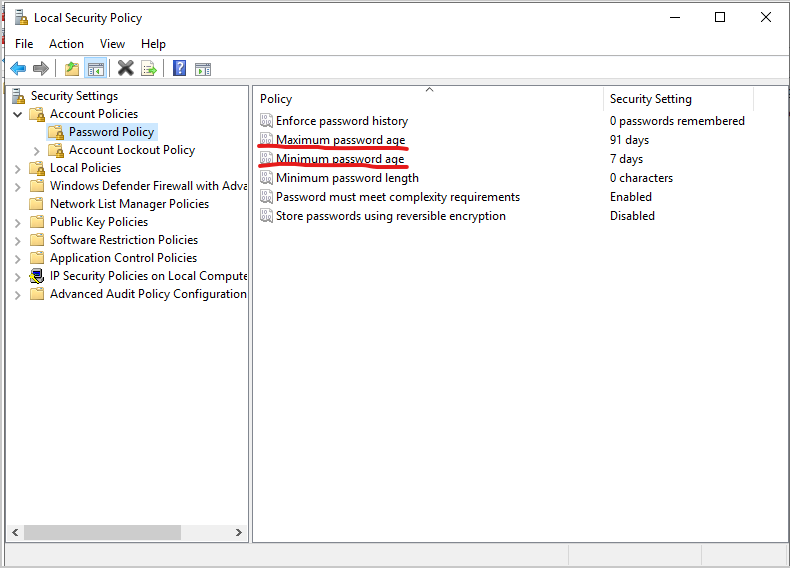 Local Security Policy
File Action View Help
Security Settings
Account Policies
Password Policy
Account Lockout Policy
Local Policies
Windows Defender Firewall with Adva
Network List Manager Policies
Public Key Policies
Software Restriction Policies
Application Control Policies
IP Security Policies on Local Compute
Advanced Audit Policy Configuration
Policy Security Setting
Enforce password history 0 passwords remembered
Maximum password age 91 days
Minimum password age 7 days
Minimum password length 0 characters
Password must meet complexity requirements Enabled
Store passwords using reversible encryption Disabled